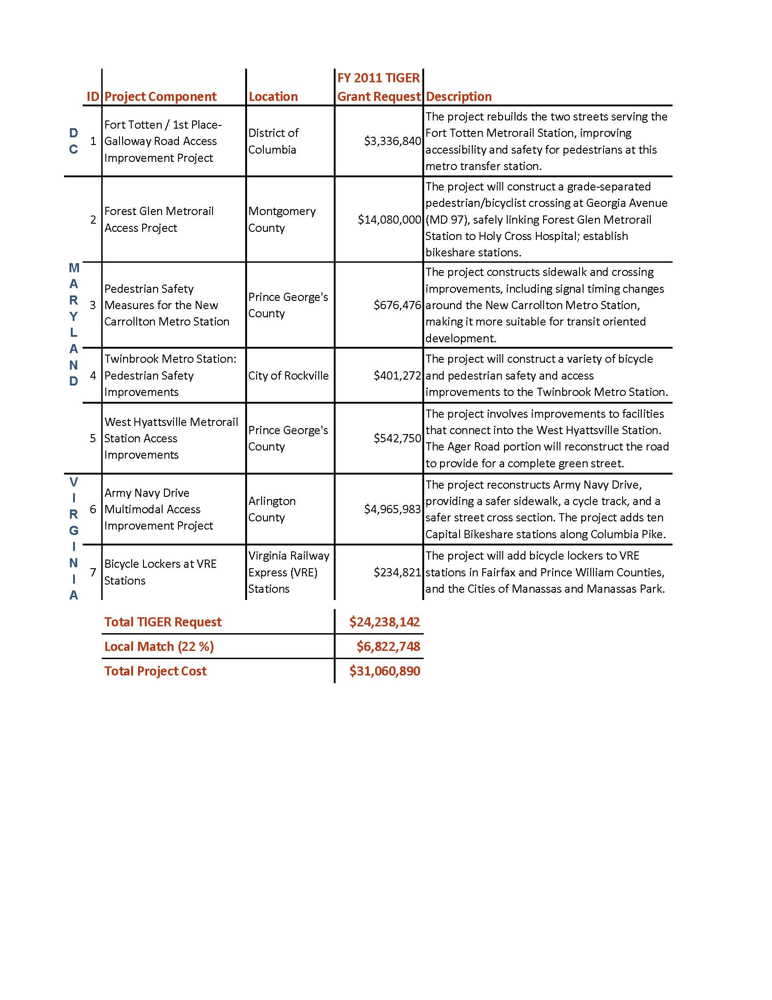 FY 2011 TIGER
ID Project Component Location Grant Request Description
DC
1
Fort Totten / 1st Place-
Galloway Road Access
Improvement Project
District of
Columbia
$3,336,840
The project rebuilds the two streets serving the
Fort Totten Metrorail Station, improving
accessibility and safety for pedestrians at this
metro transfer station.
MARYLAND
2
Forest Glen Metrorail
Access Project
Montgomery
County
$14,080,000
The project will construct a grade-separated
pedestrian/bicyclist crossing at Georgia Avenue
(MD 97), safely linking Forest Glen Metrorail
Station to Holy Cross Hospital; establish
bikeshare stations.
3
Pedestrian Safety
Measures for the New
Carrollton Metro Station
Prince George's
County
$676,476
The project constructs sidewalk and crossing
improvements, including signal timing changes
around the New Carrollton Metro Station,
making it more suitable for transit oriented
development.
4
Twinbrook Metro Station:
Pedestrian Safety
Improvements
City of Rockville
$401,272
The project will construct a variety of bicycle
and pedestrian safety and access
improvements to the Twinbrook Metro Station.
5
West Hyattsville Metrorail
Station Access
Improvements
Prince George's
County
$542,750
The project involves improvements to facilities
that connect into the West Hyattsville Station.
The Ager Road portion will reconstruct the road
to provide for a complete green street.
VIRGINIA
6
Army Navy Drive
Multimodal Access
Improvement Project
Arlington
County
$4,965,983
The project reconstructs Army Navy Drive,
providing a safer sidewalk, a cycle track, and a
safer street cross section. The project adds ten
Capital Bikeshare stations along Columbia Pike.
7
Bicycle Lockers at VRE
Stations
Virginia Railway
Express (VRE)
Stations
$234,821
The project will add bicycle lockers to VRE
stations in Fairfax and Prince William Counties,
and the Cities of Manassas and Manassas Park.
Total TIGER Request $24,238,142
Local Match (22 %) $6,822,748
Total Project Cost $31,060,890